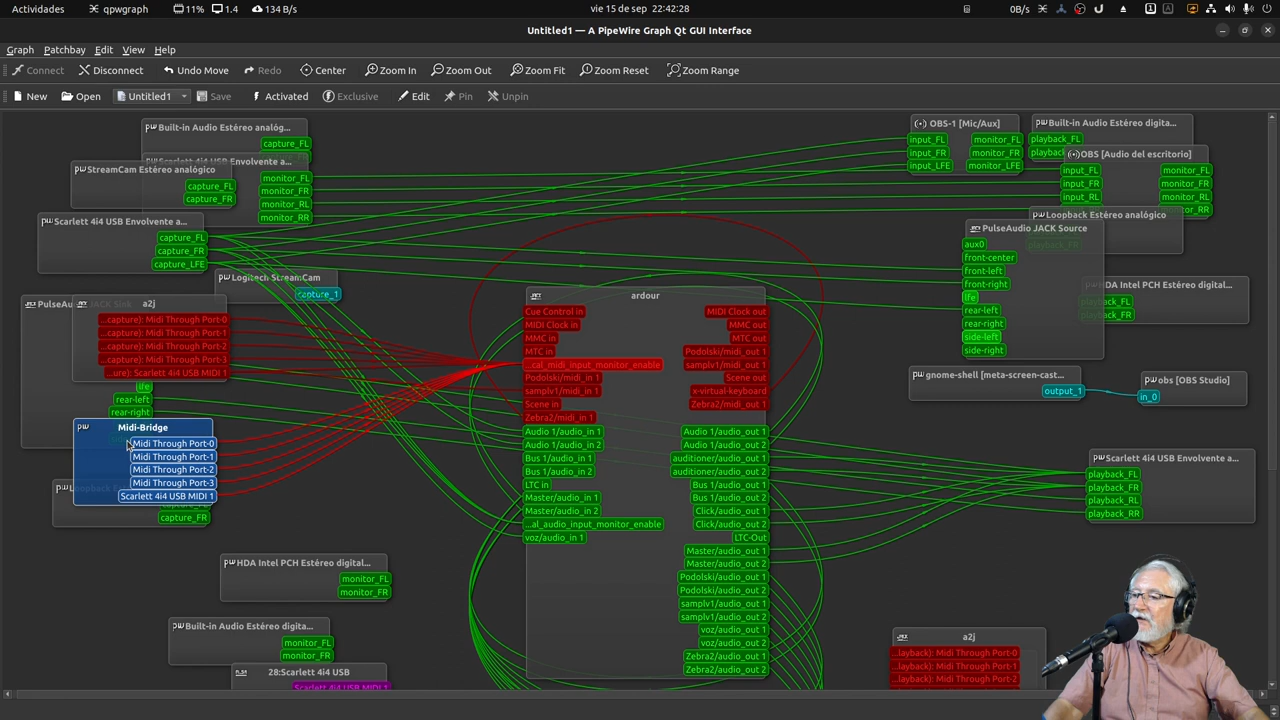 Actividades
qpwgraph
11%
1.4
134 B/s
vie 15 de sep  22:42:28
0B/s
1
A
Untitled1 — A PipeWire Graph Qt GUI Interface
Graph
Patchbay
Edit
View
Help
Connect
Disconnect
Undo Move
Redo
Center
Zoom In
Zoom Out
Zoom Fit
Zoom Reset
Zoom Range
New
Open
Untitled1
Save
Activated
Exclusive
Edit
Pin
Unpin
Built-in Audio Estéreo analóg...
capture_FL
Scarlett 4i4 USB Envolvente a...
monitor_FL
monitor_FR
monitor_RL
monitor_RR
StreamCam Estéreo analógico
capture_FL
capture_FR
Scarlett 4i4 USB Envolvente a...
capture_FL
capture_FR
capture_LFE
Logitech StreamCam
capture_1
a2j
...capture): Midi Through Port-0
...capture): Midi Through Port-1
...capture): Midi Through Port-2
...capture): Midi Through Port-3
...ure): Scarlett 4i4 USB MIDI 1
lfe
rear-left
rear-right
Midi-Bridge
Midi Through Port-0
Midi Through Port-1
Midi Through Port-2
Midi Through Port-3
Scarlett 4i4 USB MIDI 1
capture_FR
HDA Intel PCH Estéreo digital...
monitor_FL
monitor_FR
Built-in Audio Estéreo digita...
monitor_FL
monitor_FR
28:Scarlett 4i4 USB
Scarlett 4i4 USB MIDI 1
ardour
Cue Control in
MIDI Clock in
MMC in
MTC in
...cal_midi_input_monitor_enable
Podolski/midi_in 1
samplv1/midi_in 1
Scene in
Zebra2/midi_in 1
Audio 1/audio_in 1
Audio 1/audio_in 2
Bus 1/audio_in 1
Bus 1/audio_in 2
LTC in
Master/audio_in 1
Master/audio_in 2
...al_audio_input_monitor_enable
voz/audio_in 1
MIDI Clock out
MMC out
MTC out
Podolski/midi_out 1
samplv1/midi_out 1
Scene out
x-virtual-keyboard
Zebra2/midi_out 1
Audio 1/audio_out 1
Audio 1/audio_out 2
auditioner/audio_out 1
auditioner/audio_out 2
Bus 1/audio_out 1
Bus 1/audio_out 2
Click/audio_out 1
Click/audio_out 2
LTC-Out
Master/audio_out 1
Master/audio_out 2
Podolski/audio_out 1
Podolski/audio_out 2
samplv1/audio_out 1
samplv1/audio_out 2
voz/audio_out 1
voz/audio_out 2
Zebra2/audio_out 1
Zebra2/audio_out 2
OBS-1 [Mic/Aux]
input_FL
input_FR
input_LFE
monitor_FL
monitor_FR
monitor_LFE
Built-in Audio Estéreo digita...
playback_FL
OBS [Audio del escritorio]
input_FL
input_FR
input_RL
monitor_FL
monitor_FR
monitor_RL
Loopback Estéreo analógico
playback_FR
PulseAudio JACK Source
aux0
front-center
front-left
front-right
lfe
rear-left
rear-right
side-left
side-right
HDA Intel PCH Estéreo digital...
playback_FL
playback_FR
gnome-shell [meta-screen-cast...
output_1
obs [OBS Studio]
in_0
Scarlett 4i4 USB Envolvente a...
playback_FL
playback_FR
playback_RL
playback_RR
a2j
...layback): Midi Through Port-0
...layback): Midi Through Port-1
...layback): Midi Through Port-2